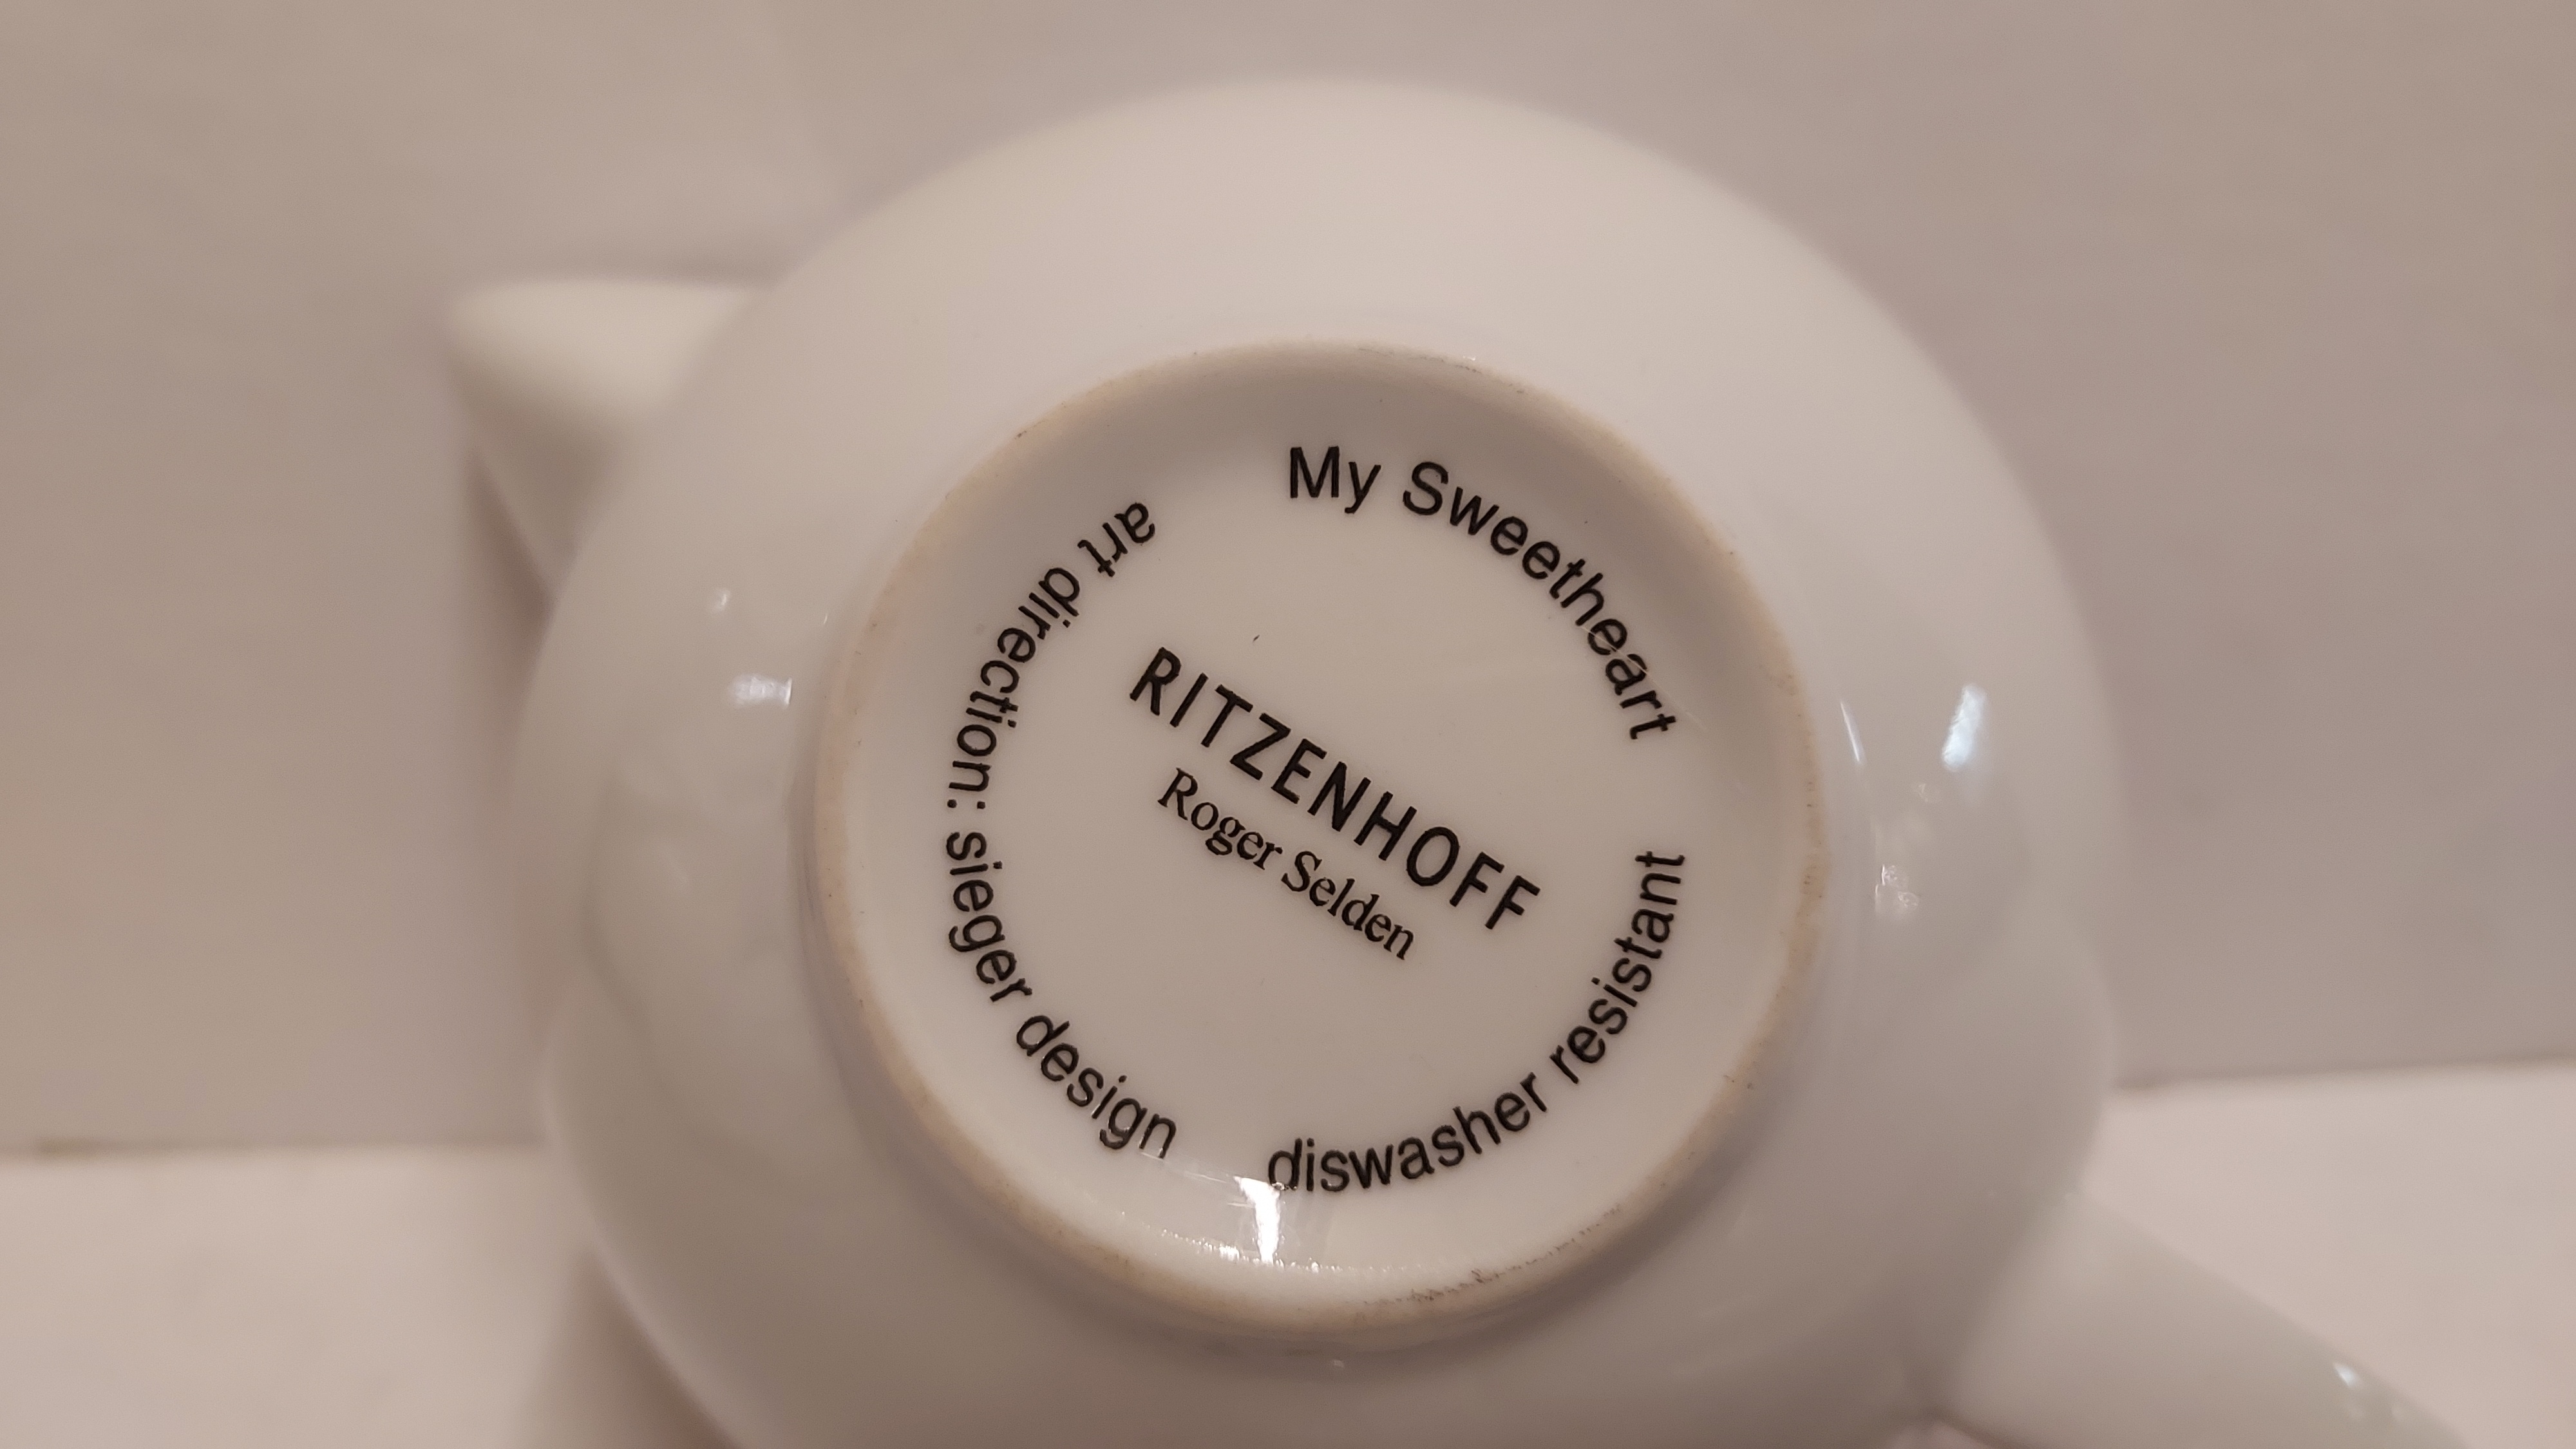 My Sweetheart
RITZENHOFF
Roger Selden
diswasher resistant
art direction: sieger design